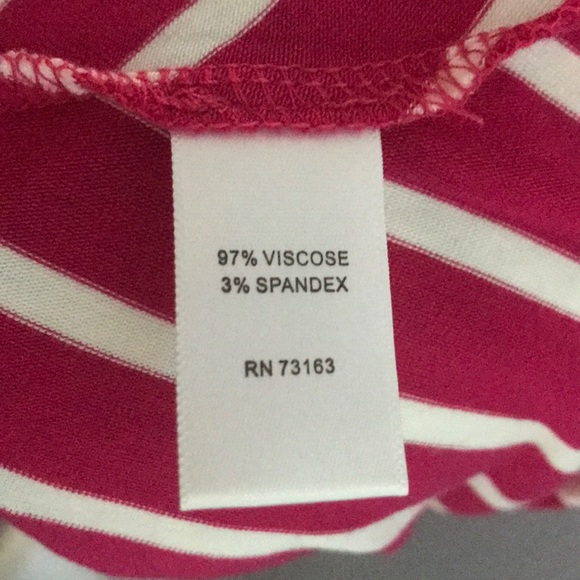 97% VISCOSE
3% SPANDEX
RN 73163